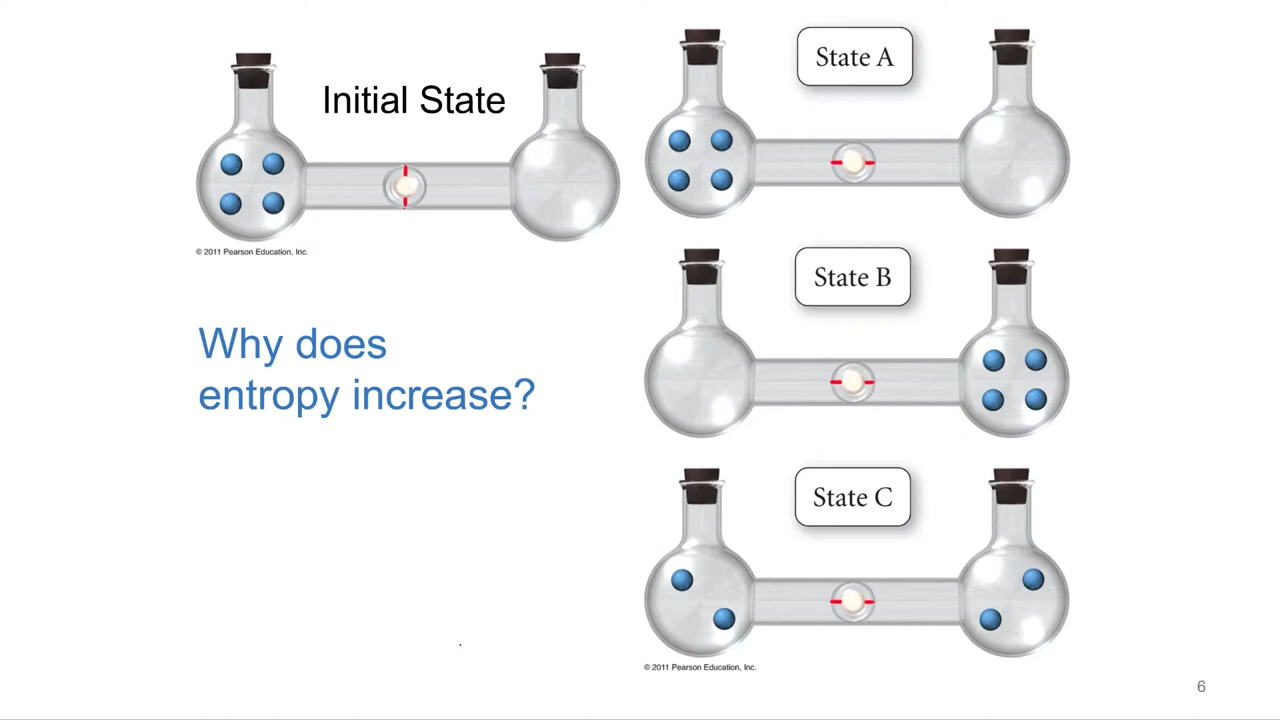 Initial State
© 2011 Pearson Education, Inc.
Why does
entropy increase?
State A
State B
State C
© 2011 Pearson Education, Inc.
6